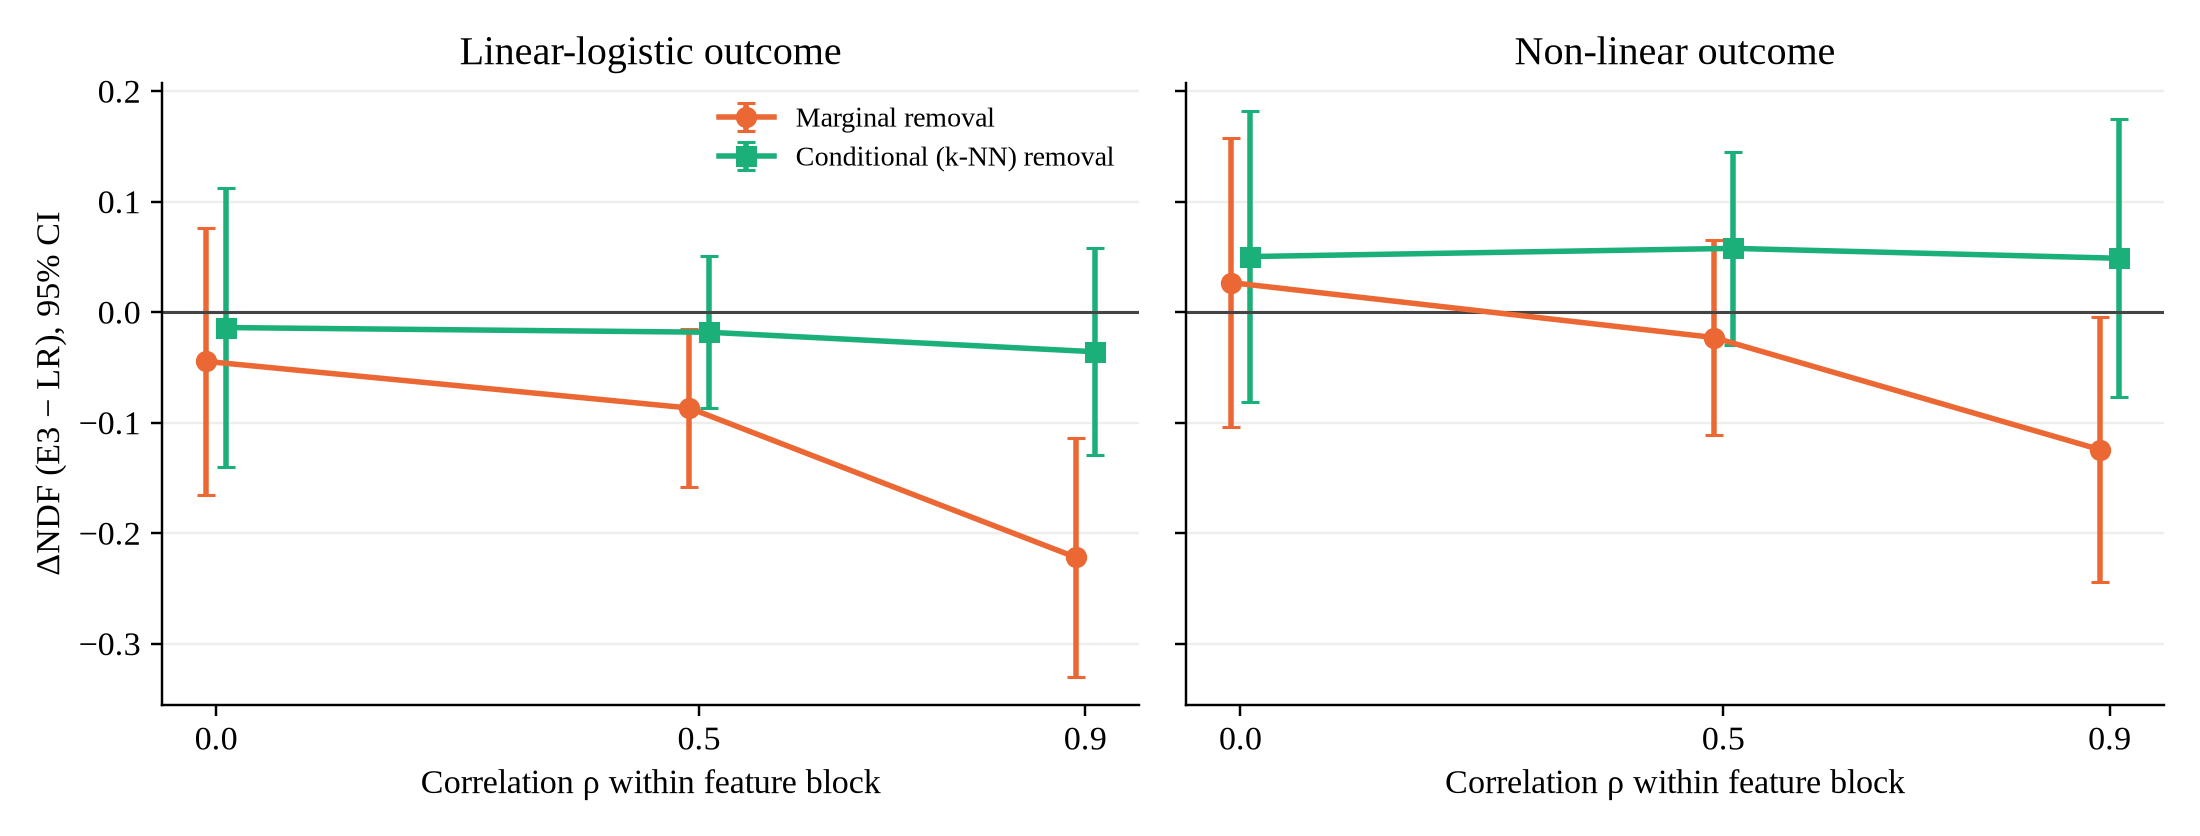 Linear-logistic outcome
Non-linear outcome
Marginal removal
Conditional (k-NN) removal
ΔNDF (E3 − LR), 95% CI
0.2
0.1
0.0
−0.1
−0.2
−0.3
0.0
0.5
0.9
0.0
0.5
0.9
Correlation ρ within feature block
Correlation ρ within feature block